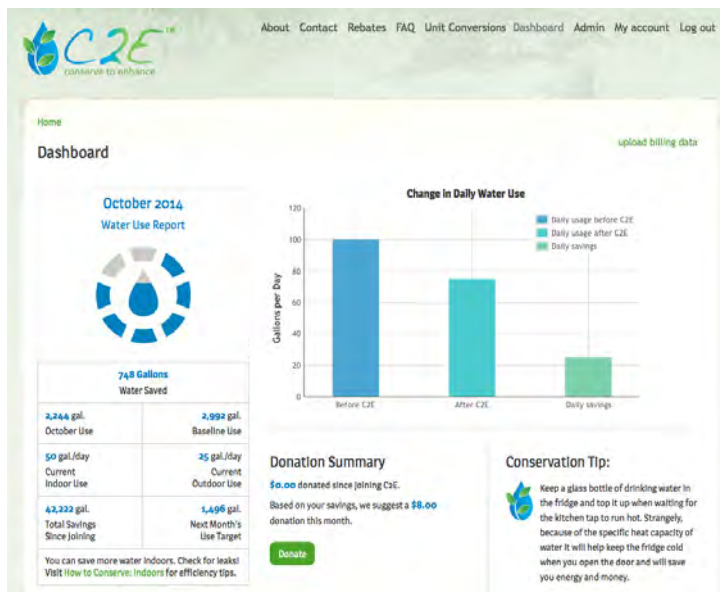 About Contact Rebates FAQ Unit Conversions Dashboard Admin My account Log out
C2E™
conserve to enhance
Home
upload billing data
Dashboard
October 2014
Water Use Report
748 Gallons
Water Saved
2,244 gal.
October Use
2,992 gal.
Baseline Use
50 gal./day
Current
Indoor Use
25 gal./day
Current
Outdoor Use
42,222 gal.
Total Savings
Since Joining
1,496 gal.
Next Month's
Use Target
You can save more water indoors. Check for leaks!
Visit How to Conserve: Indoors for efficiency tips.
Change in Daily Water Use
Daily usage before C2E
Daily usage after C2E
Daily savings
Gallons per Day
120
100
80
60
40
20
0
Before C2E
After C2E
Daily savings
Donation Summary
$0.00 donated since joining C2E.
Based on your savings, we suggest a $8.00
donation this month.
Donate
Conservation Tip:
Keep a glass bottle of drinking water in
the fridge and top it up when waiting for
the kitchen tap to run hot. Strangely,
because of the specific heat capacity of
water it will help keep the fridge cold
when you open the door and will save
you energy and money.